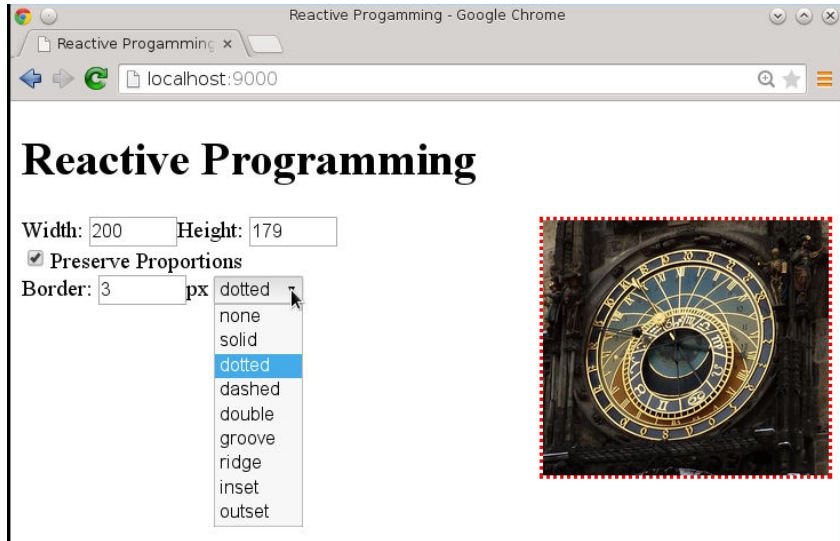 Reactive Progamming - Google Chrome
Reactive Progamming
localhost:9000
Reactive Programming
Width: 200 Height: 179
Preserve Proportions
Border: 3 px dotted
none
solid
dotted
dashed
double
groove
ridge
inset
outset